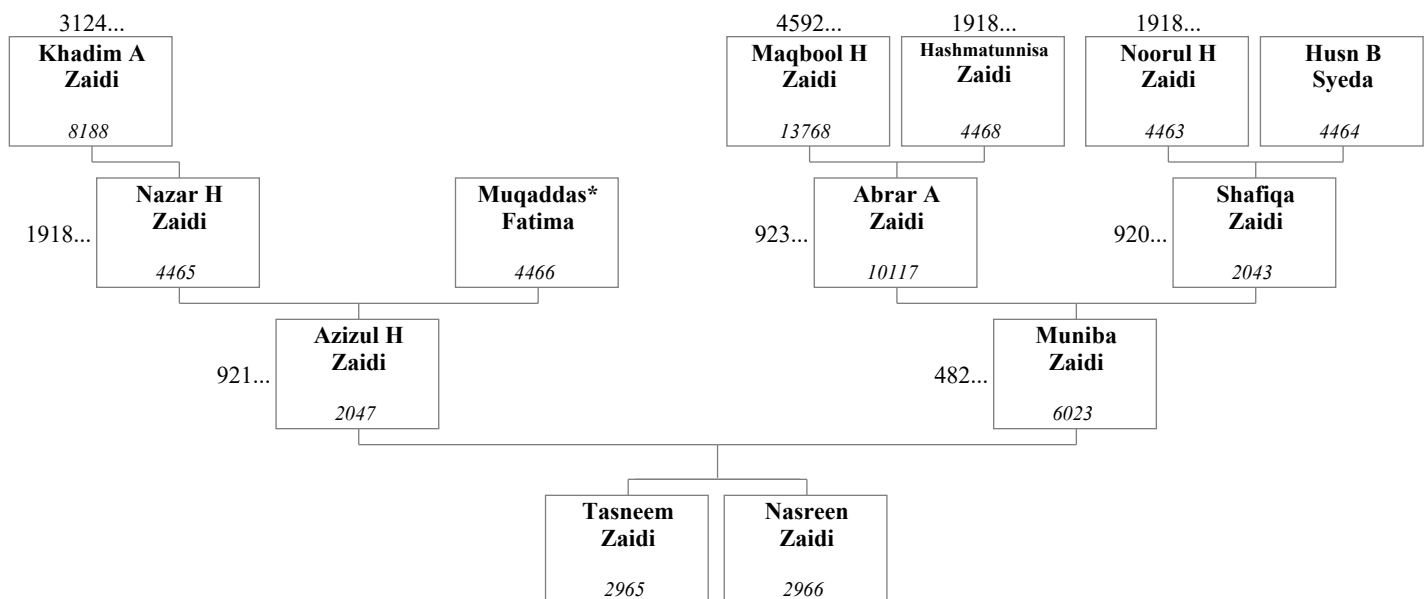 3124...
4592...
1918...
1918...
Khadim A
Zaidi
8188
Maqbool H
Zaidi
13768
Hashmatunnisa
Zaidi
4468
Noorul H
Zaidi
4463
Husn B
Syeda
4464
1918...
Nazar H
Zaidi
4465
Muqaddas*
Fatima
4466
923...
Abrar A
Zaidi
10117
920...
Shafiqa
Zaidi
2043
921...
Azizul H
Zaidi
2047
482...
Muniba
Zaidi
6023
Tasneem
Zaidi
2965
Nasreen
Zaidi
2966